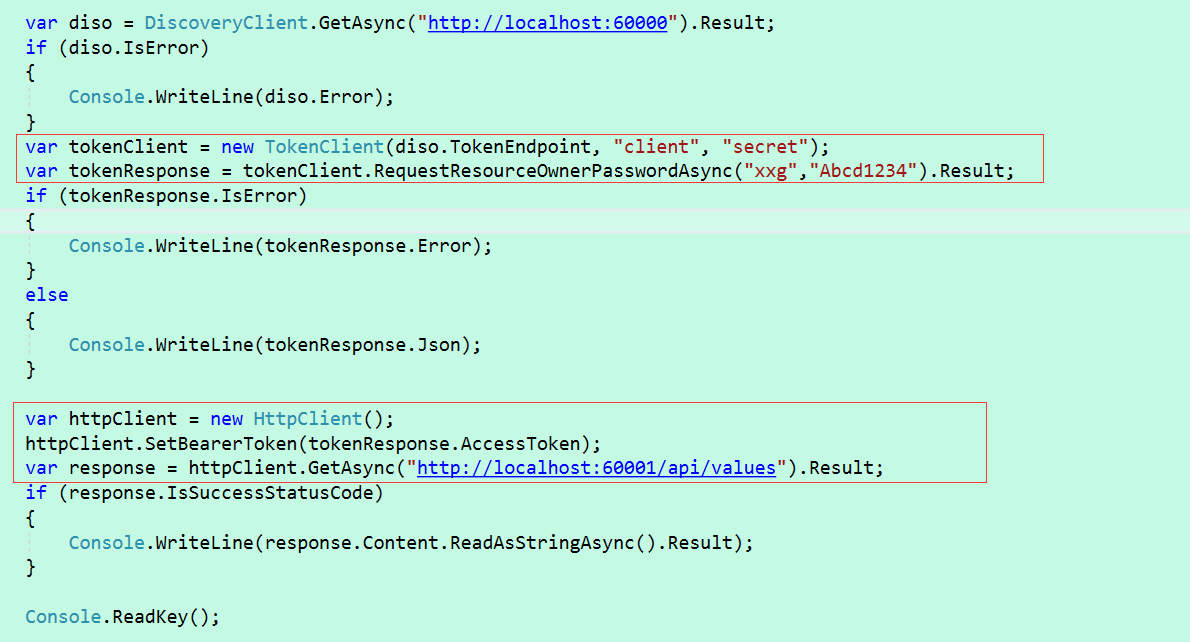 var diso = DiscoveryClient.GetAsync("http://localhost:60000").Result;
if (diso.IsError)
{
    Console.WriteLine(diso.Error);
}
var tokenClient = new TokenClient(diso.TokenEndpoint, "client", "secret");
var tokenResponse = tokenClient.RequestResourceOwnerPasswordAsync("xxg","Abcd1234").Result;
if (tokenResponse.IsError)
{
    Console.WriteLine(tokenResponse.Error);
}
else
{
    Console.WriteLine(tokenResponse.Json);
}

var httpClient = new HttpClient();
httpClient.SetBearerToken(tokenResponse.AccessToken);
var response = httpClient.GetAsync("http://localhost:60001/api/values").Result;
if (response.IsSuccessStatusCode)
{
    Console.WriteLine(response.Content.ReadAsStringAsync().Result);
}

Console.ReadKey();